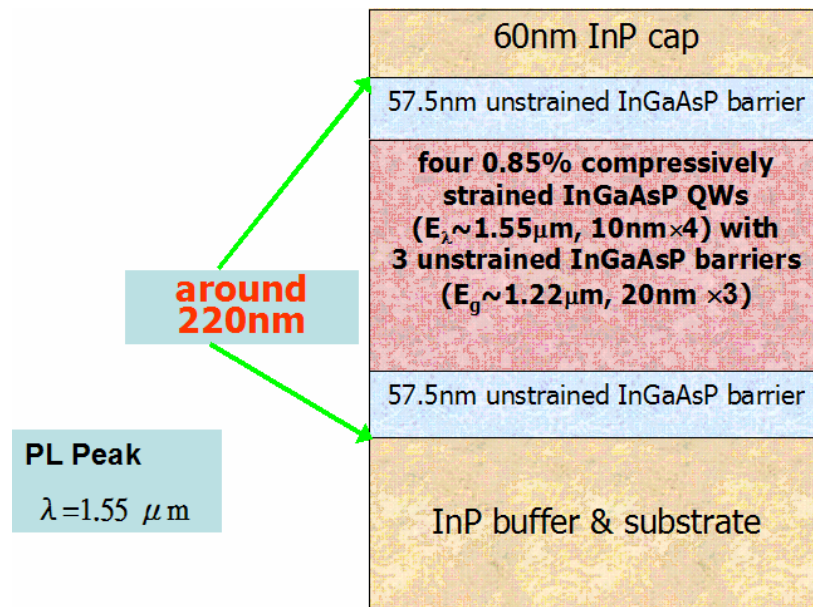 60nm InP cap
57.5nm unstrained InGaAsP barrier
four 0.85% compressively
strained InGaAsP QWs
(Eλ~1.55μm, 10nm×4) with
3 unstrained InGaAsP barriers
(Eg~1.22μm, 20nm ×3)
around
220nm
57.5nm unstrained InGaAsP barrier
PL Peak
λ=1.55 μm
InP buffer & substrate